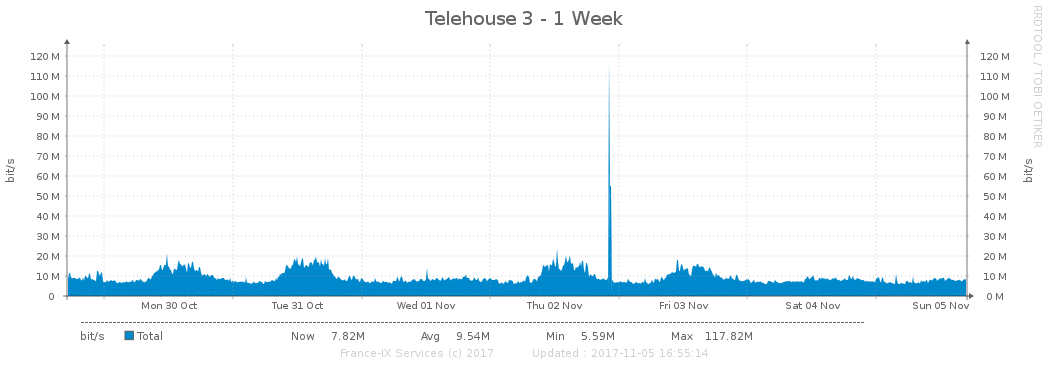 Telehouse 3 - 1 Week
RRDTOOL / TOBI OETIKER
bit/s
120 M 120 M
110 M 110 M
100 M 100 M
90 M 90 M
80 M 80 M
70 M 70 M
60 M 60 M
50 M 50 M
40 M 40 M
30 M 30 M
20 M 20 M
10 M 10 M
0 0 M
bit/s
Mon 30 Oct Tue 31 Oct Wed 01 Nov Thu 02 Nov Fri 03 Nov Sat 04 Nov Sun 05 Nov
bit/s Total Now 7.82M Avg 9.54M Min 5.59M Max 117.82M
France-IX Services (c) 2017 Updated : 2017-11-05 16:55:14